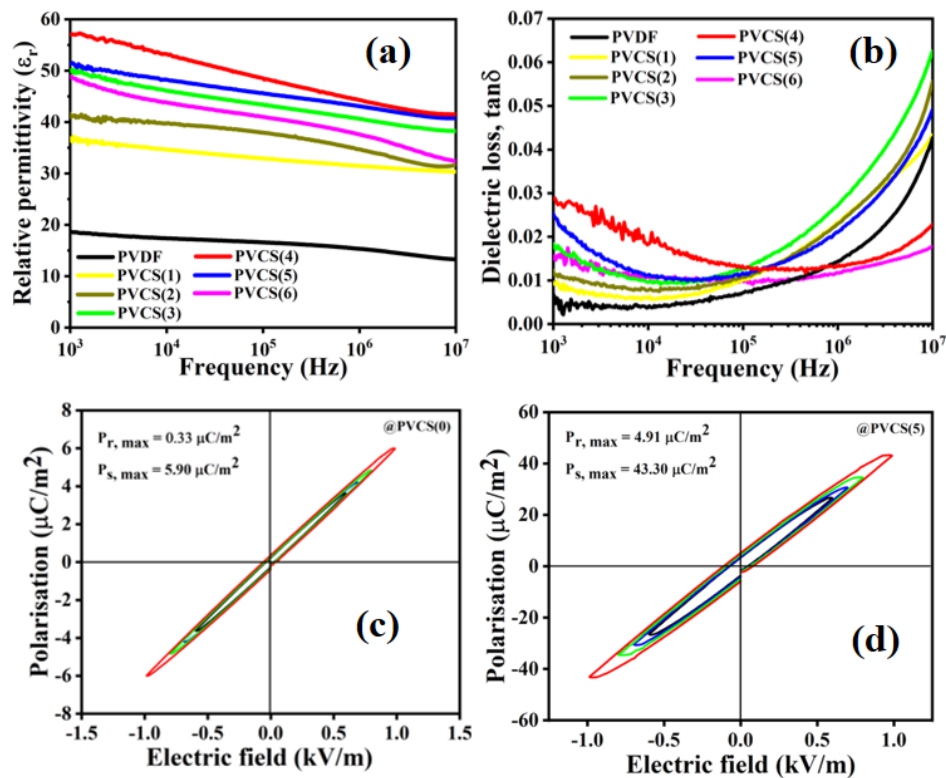 (a)
Relative permittivity (εr)
60
50
40
30
20
10
0
PVDF
PVCS(1)
PVCS(2)
PVCS(3)
PVCS(4)
PVCS(5)
PVCS(6)
10^3
10^4
10^5
10^6
10^7
Frequency (Hz)
(b)
Dielectric loss, tanδ
0.07
0.06
0.05
0.04
0.03
0.02
0.01
0.00
PVDF
PVCS(1)
PVCS(2)
PVCS(3)
PVCS(4)
PVCS(5)
PVCS(6)
10^3
10^4
10^5
10^6
10^7
Frequency (Hz)
Polarisation (μC/m²)
8
6
4
2
0
-2
-4
-6
-8
Pr, max = 0.33 μC/m²
Ps, max = 5.90 μC/m²
@PVCS(0)
(c)
-1.5
-1.0
-0.5
0.0
0.5
1.0
1.5
Electric field (kV/m)
Polarisation (μC/m²)
60
40
20
0
-20
-40
-60
Pr, max = 4.91 μC/m²
Ps, max = 43.30 μC/m²
@PVCS(5)
(d)
-1.0
-0.5
0.0
0.5
1.0
Electric field (kV/m)